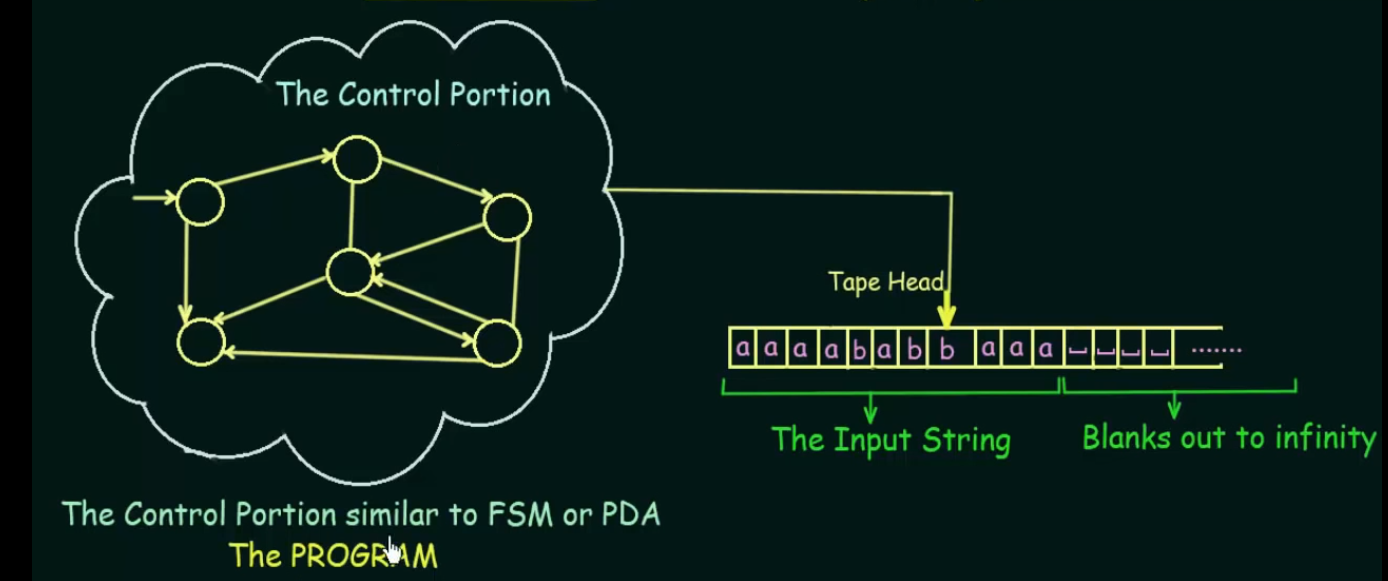 The Control Portion
Tape Head
a a a a b a b b a a a ␣ ␣ ␣ ␣ .......
The Input String
Blanks out to infinity
The Control Portion similar to FSM or PDA
The PROGRAM